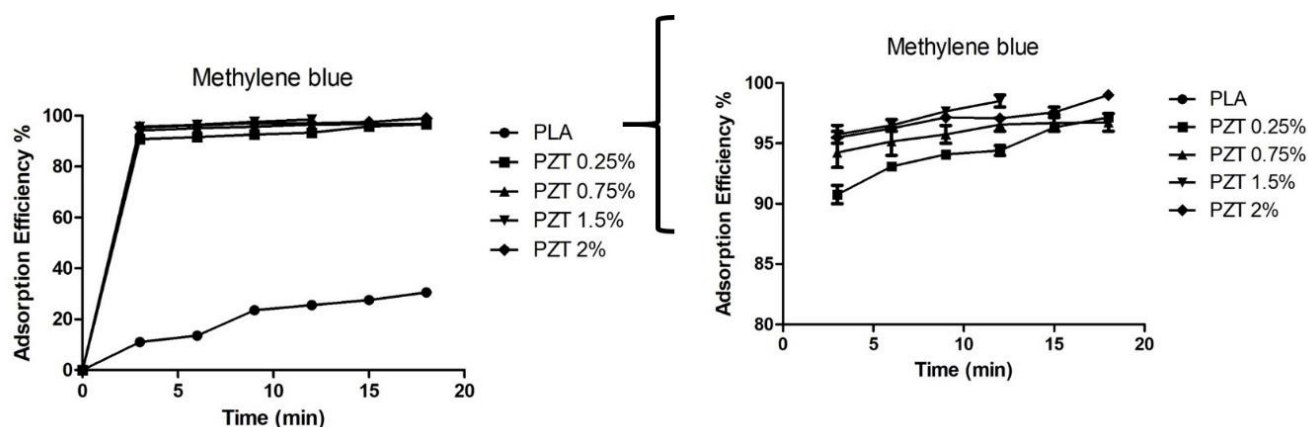 Methylene blue
Adsorption Efficiency %
100
80
60
40
20
0
0 5 10 15 20
Time (min)
PLA
PZT 0.25%
PZT 0.75%
PZT 1.5%
PZT 2%
Methylene blue
Adsorption Efficiency %
100
95
90
95
80
0 5 10 15 20
Time (min)
PLA
PZT 0.25%
PZT 0.75%
PZT 1.5%
PZT 2%